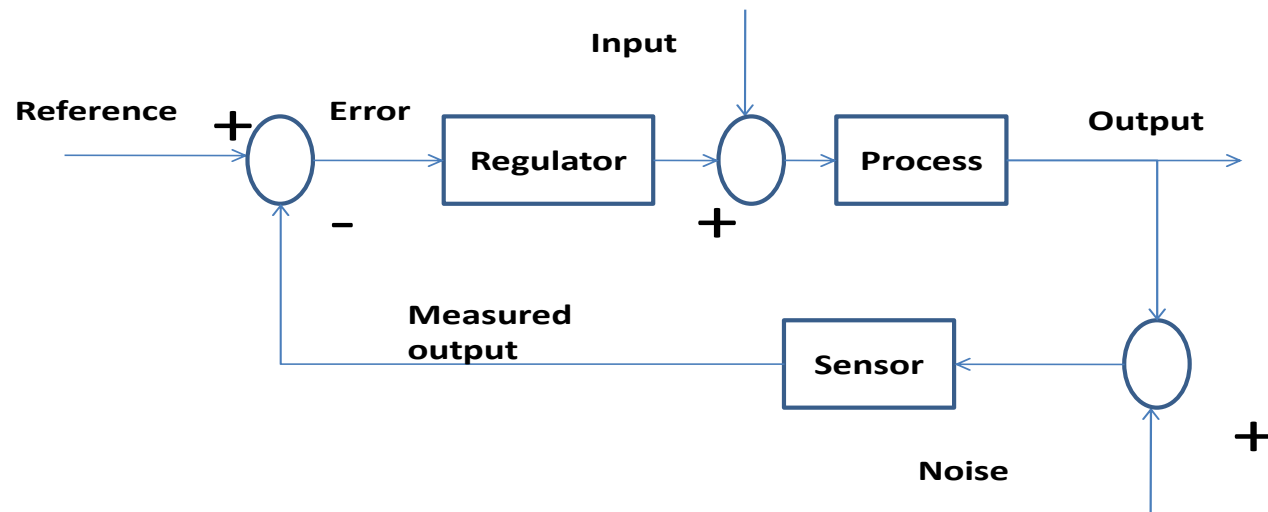 Input
Reference
+
Error
Output
Regulator
Process
-
+
Measured
output
Sensor
+
Noise